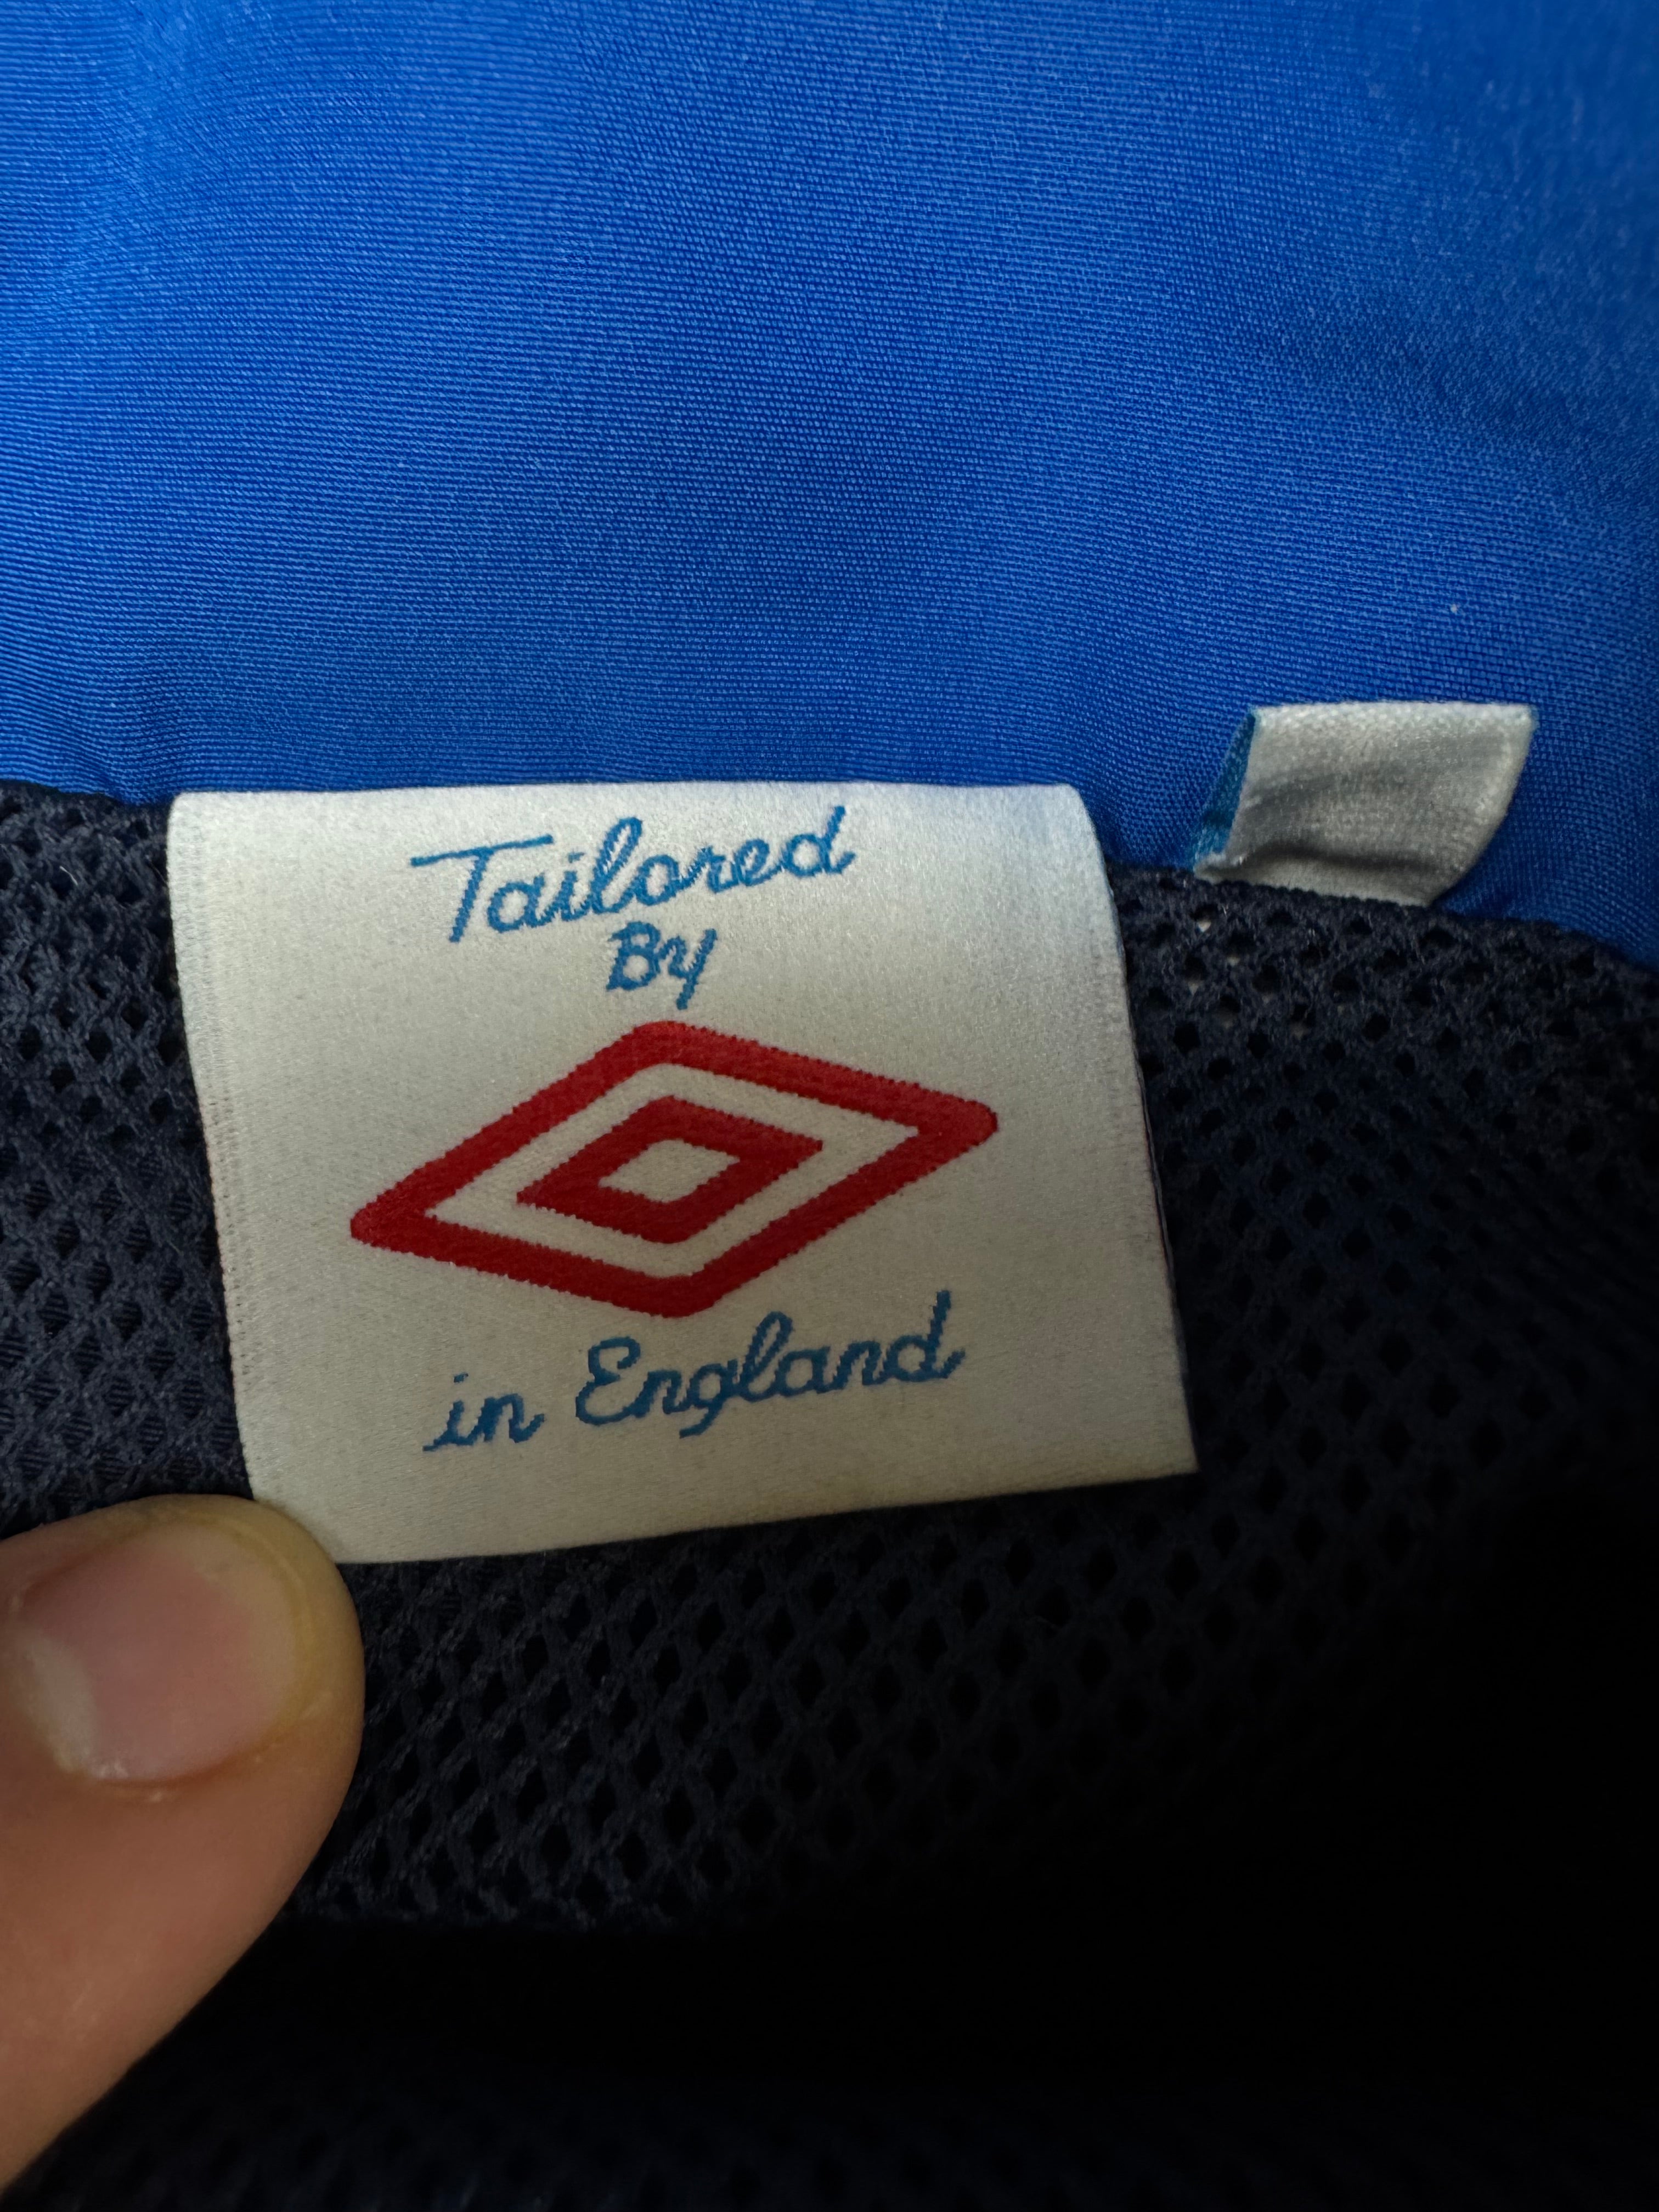 Tailored
By
in England